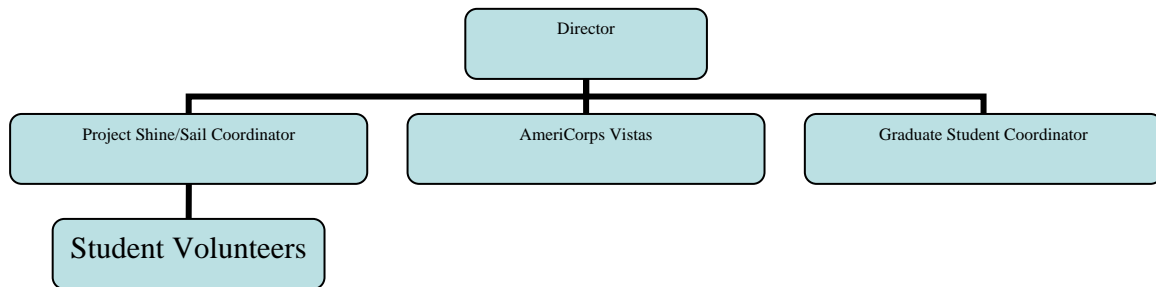 Director
Project Shine/Sail Coordinator
AmeriCorps Vistas
Graduate Student Coordinator
Student Volunteers